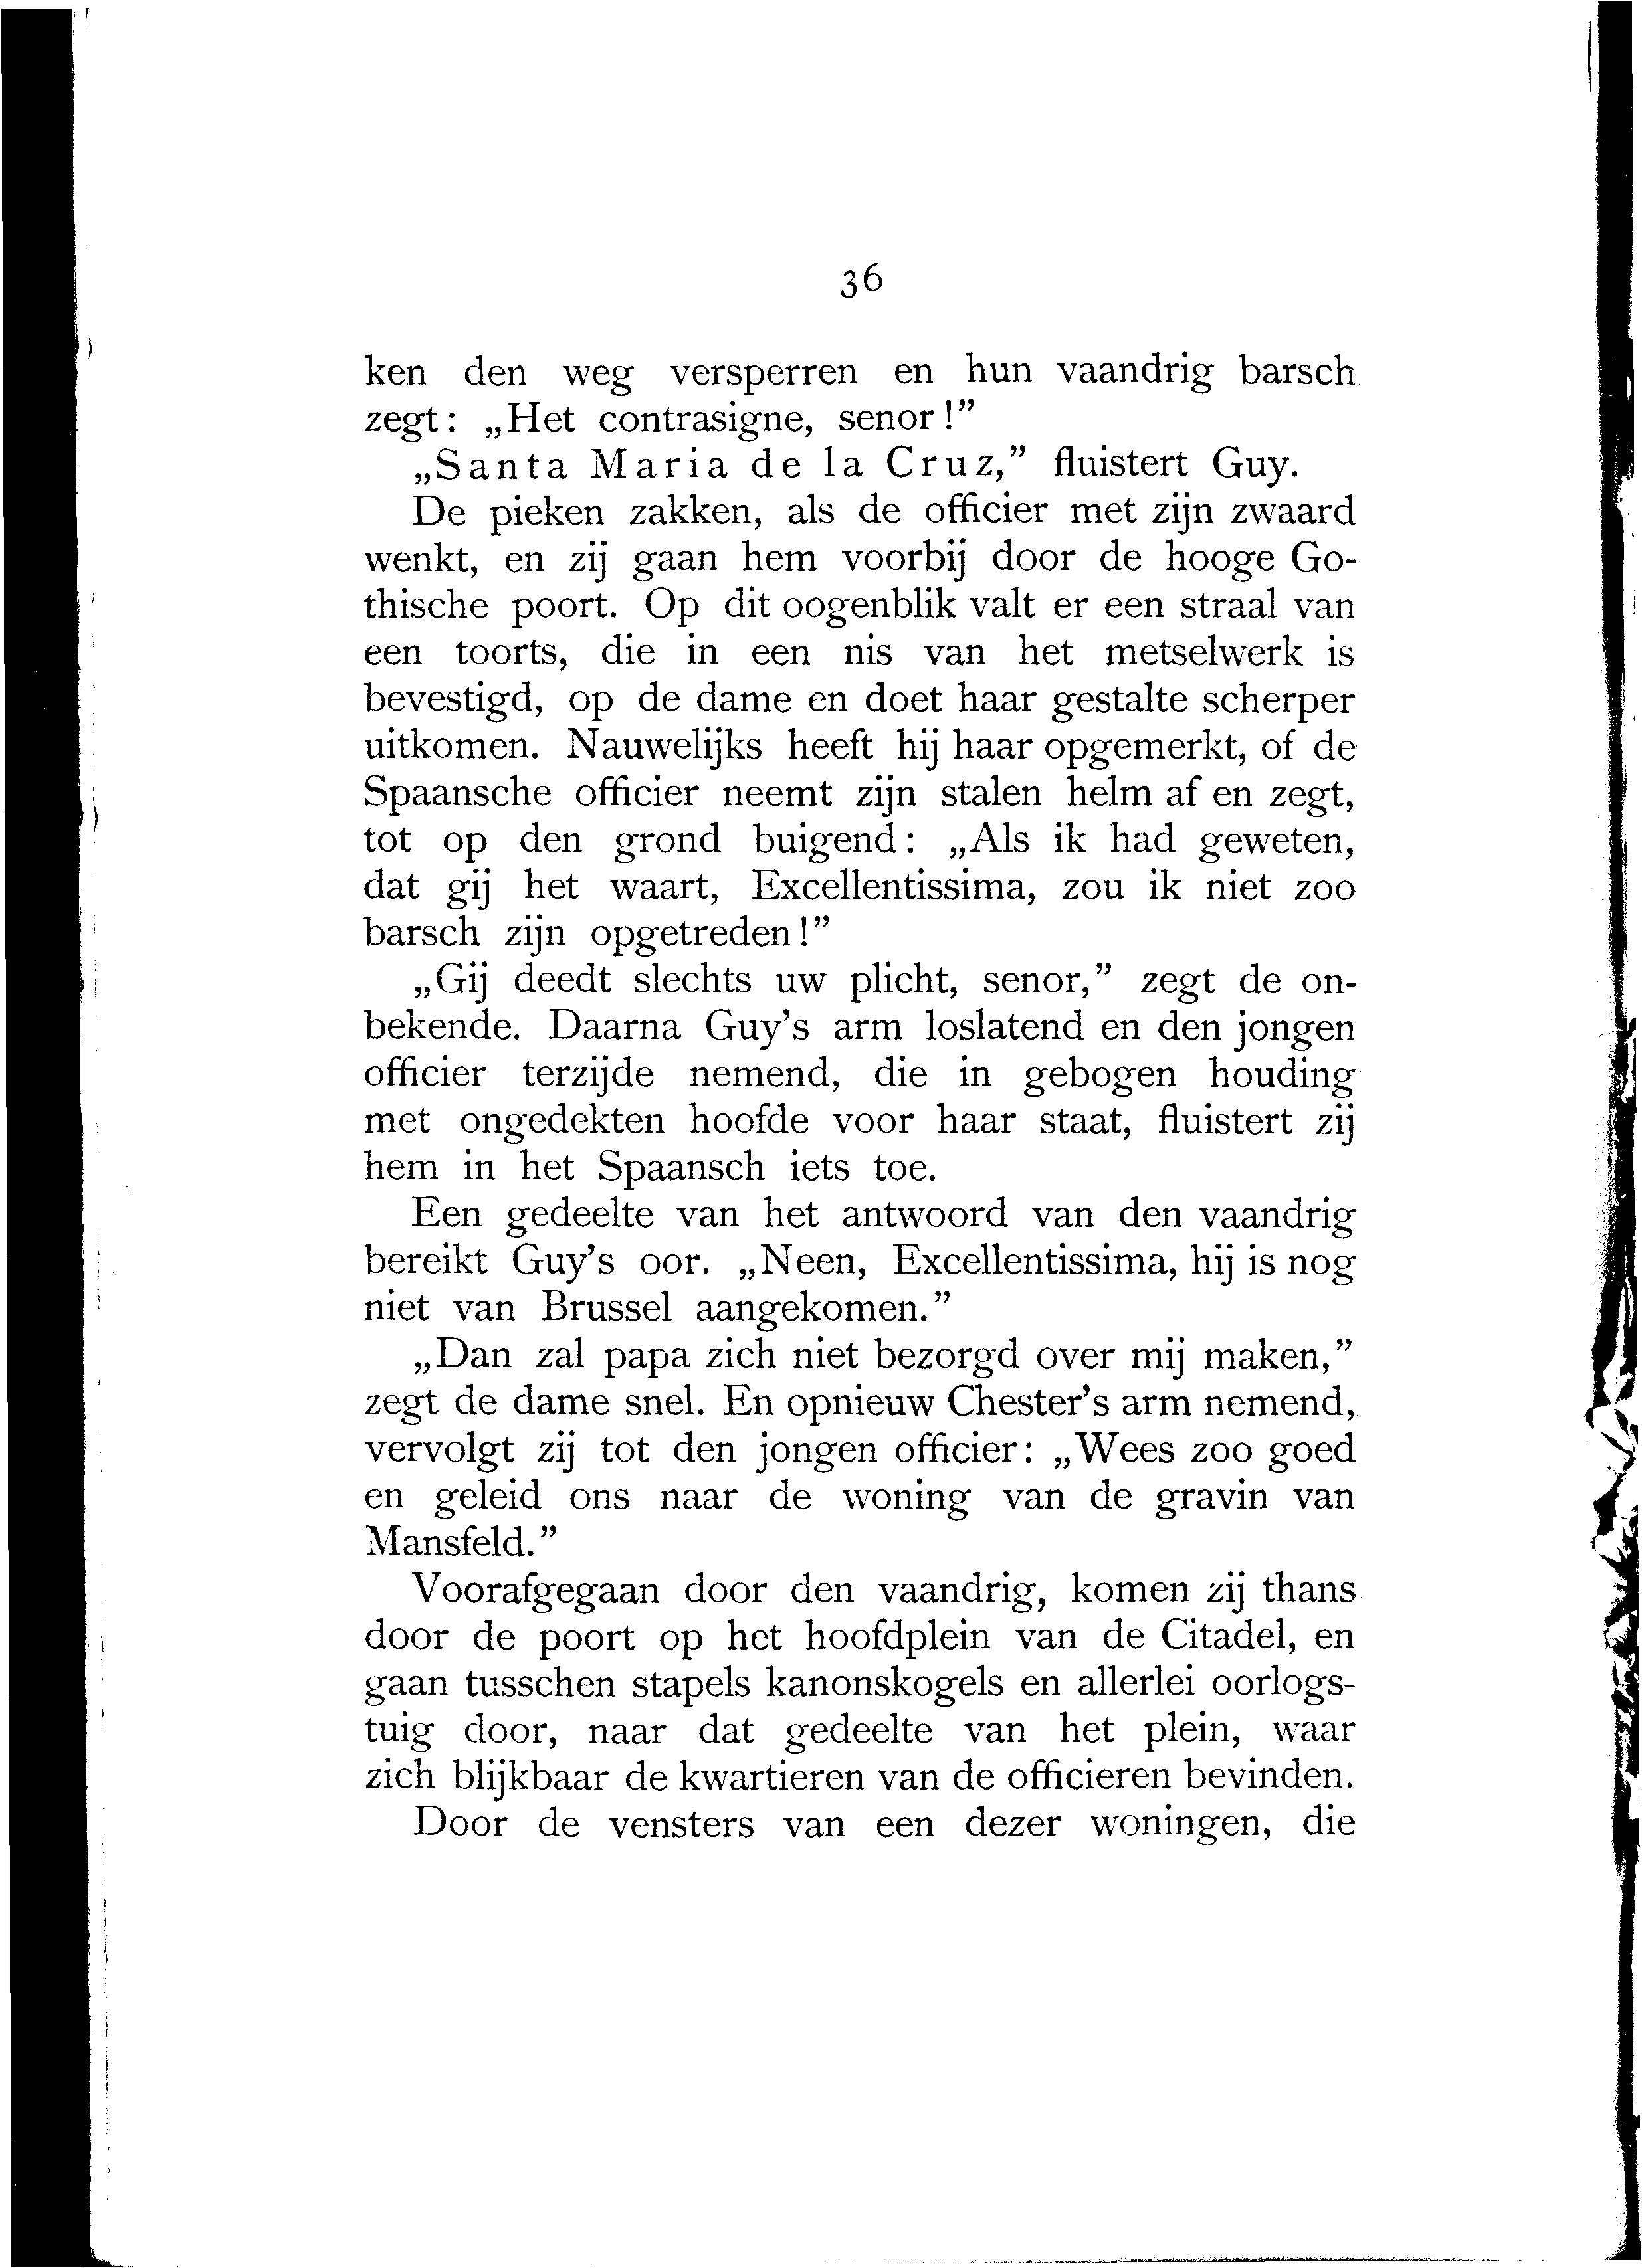 36
ken den weg versperren en hun vaandrig barsch
zegt: „Het contrasigne, senor!”
„Santa Maria de la Cruz,” fluistert Guy.
De pieken zakken, als de officier met zijn zwaard
wenkt, en zij gaan hem voorbij door de hooge Go-
thische poort. Op dit oogenblik valt er een straal van
een toorts, die in een nis van het metselwerk is
bevestigd, op de dame en doet haar gestalte scherper
uitkomen. Nauwelijks heeft hij haar opgemerkt, of de
Spaansche officier neemt zijn stalen helm af en zegt,
tot op den grond buigend: „Als ik had geweten,
dat gij het waart, Excellentissima, zou ik niet zoo
barsch zijn opgetreden!”
„Gij deedt slechts uw plicht, senor,” zegt de on-
bekende. Daarna Guy’s arm loslatend en den jongen
officier terzijde nemend, die in gebogen houding
met ongedekten hoofde voor haar staat, fluistert zij
hem in het Spaansch iets toe.
Een gedeelte van het antwoord van den vaandrig
bereikt Guy’s oor. „Neen, Excellentissima, hij is nog
niet van Brussel aangekomen.”
„Dan zal papa zich niet bezorgd over mij maken,”
zegt de dame snel. En opnieuw Chester’s arm nemend,
vervolgt zij tot den jongen officier: „Wees zoo goed
en geleid ons naar de woning van de gravin van
Mansfeld.”
Voorafgegaan door den vaandrig, komen zij thans
door de poort op het hoofdplein van de Citadel, en
gaan tusschen stapels kanonskogels en allerlei oorlogs-
tuig door, naar dat gedeelte van het plein, waar
zich blijkbaar de kwartieren van de officieren bevinden.
Door de vensters van een dezer woningen, die